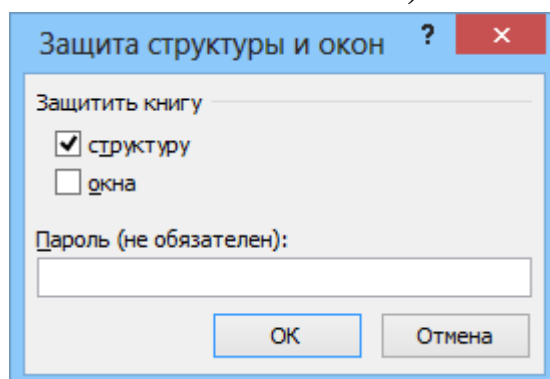 Защита структуры и окон ? ×
Защитить книгу
структуру
окна
Пароль (не обязателен):
ОК Отмена